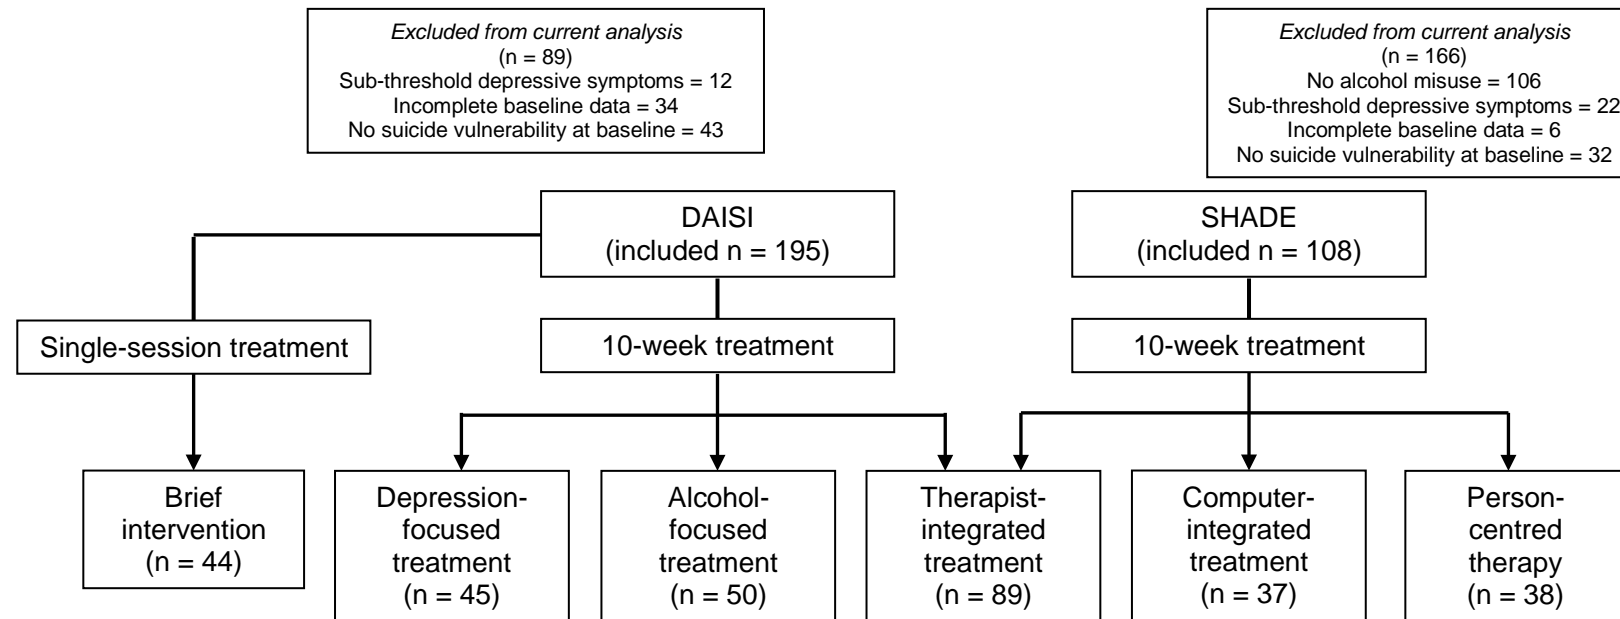 Excluded from current analysis
(n = 89)
Sub-threshold depressive symptoms = 12
Incomplete baseline data = 34
No suicide vulnerability at baseline = 43
Excluded from current analysis
(n = 166)
No alcohol misuse = 106
Sub-threshold depressive symptoms = 22
Incomplete baseline data = 6
No suicide vulnerability at baseline = 32
DAISI
(included n = 195)
SHADE
(included n = 108)
Single-session treatment
10-week treatment
10-week treatment
Brief
intervention
(n = 44)
Depression-
focused
treatment
(n = 45)
Alcohol-
focused
treatment
(n = 50)
Therapist-
integrated
treatment
(n = 89)
Computer-
integrated
treatment
(n = 37)
Person-
centred
therapy
(n = 38)